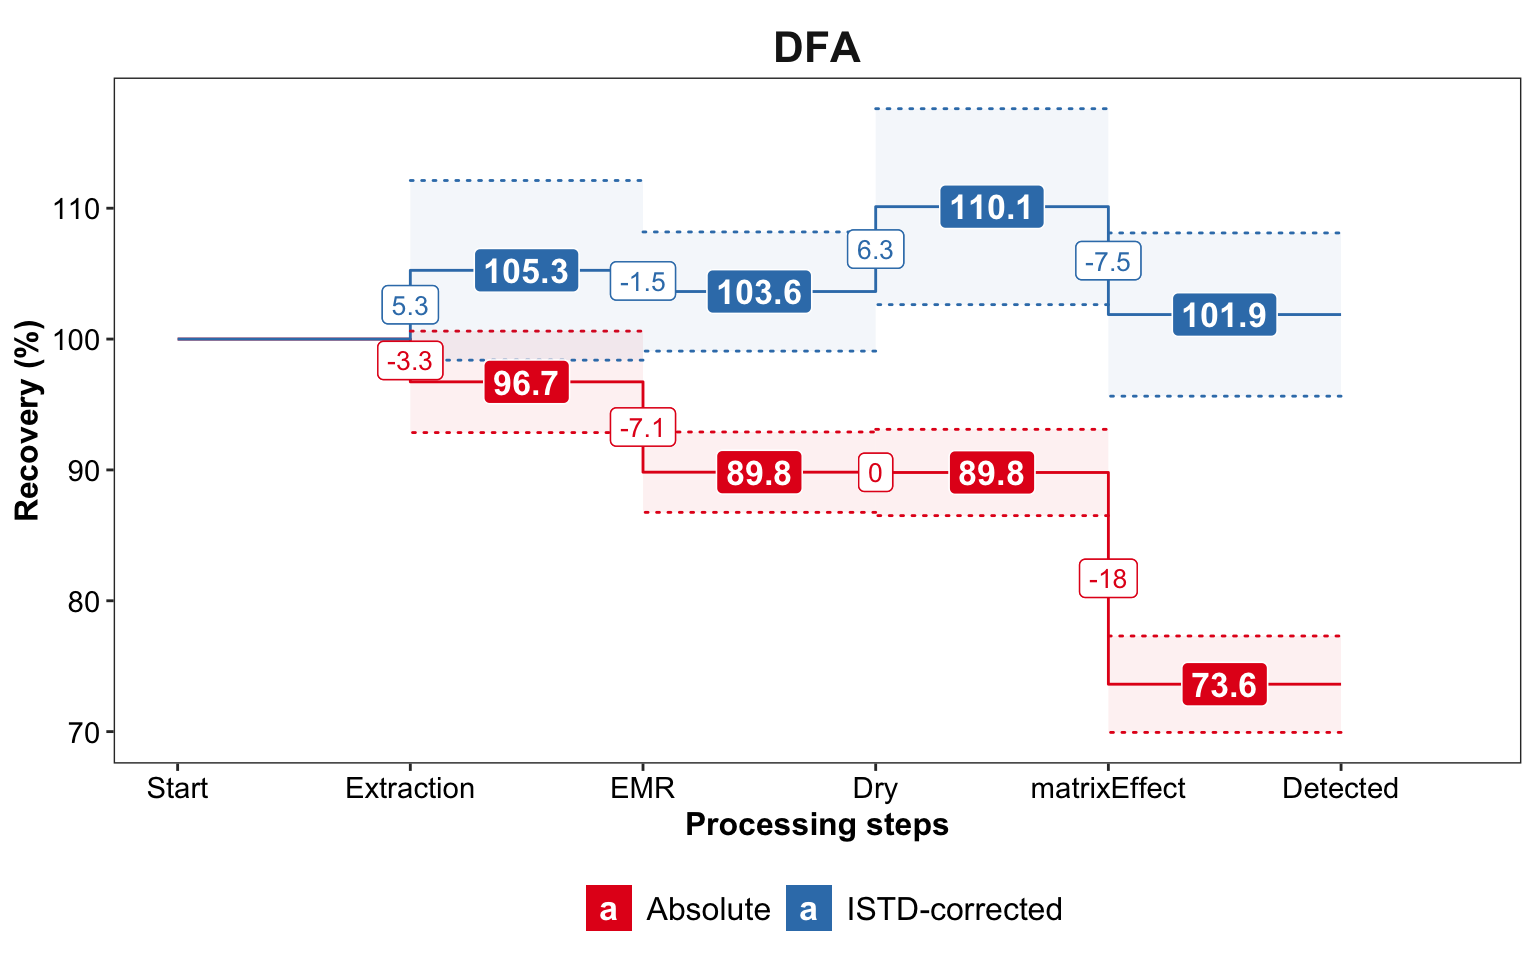 DFA
Recovery (%)
110
100
90
80
70
110.1
6.3
-7.5
105.3
-1.5
103.6
5.3
101.9
-3.3
96.7
-7.1
89.8
0
89.8
-18
73.6
Start
Extraction
EMR
Dry
matrixEffect
Detected
Processing steps
a Absolute a ISTD-corrected